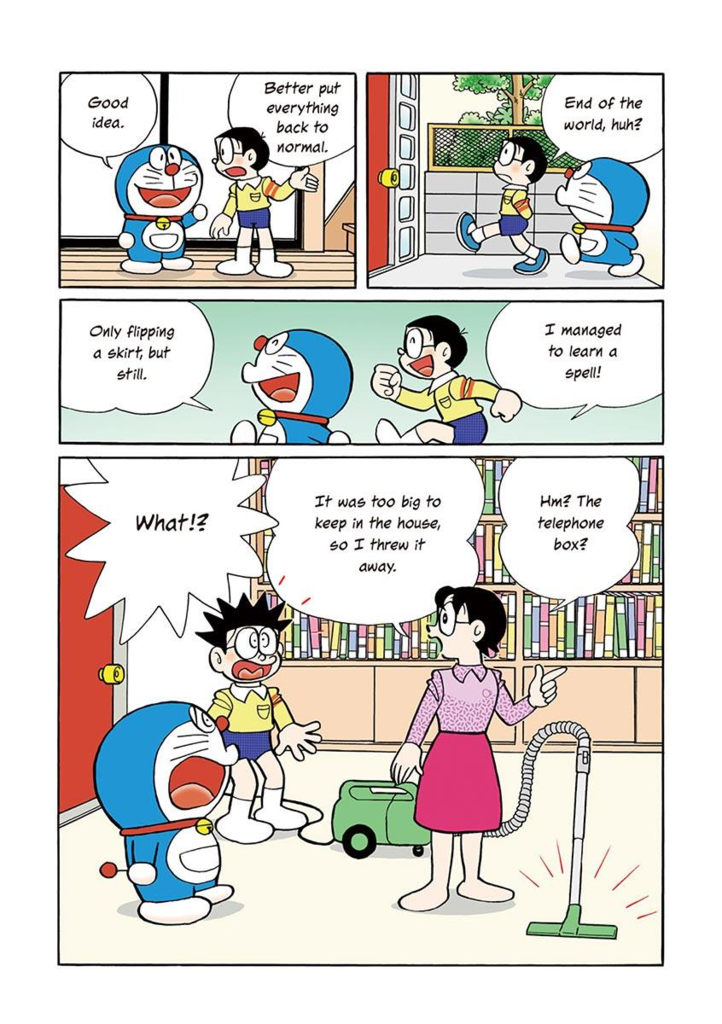 End of the
world, huh?
Better put
everything
back to
normal.
Good
idea.
I managed
to learn a
spell!
Only flipping
a skirt, but
still.
Hm? The
telephone
box?
It was too big to
keep in the house,
so I threw it
away.
What!?